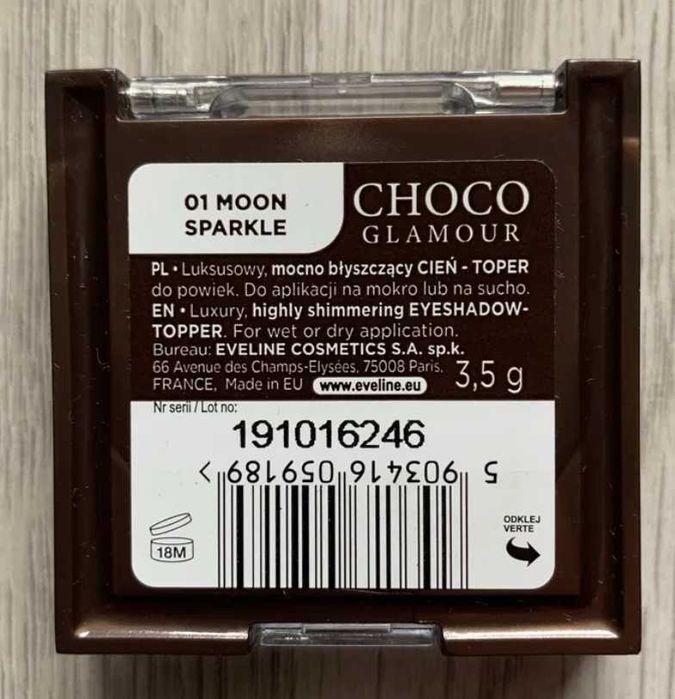 01 MOON
SPARKLE
CHOCO
GLAMOUR
PL • Luksusowy, mocno błyszczący CIEŃ - TOPER
do powiek. Do aplikacji na mokro lub na sucho.
EN • Luxury, highly shimmering EYESHADOW-
TOPPER. For wet or dry application.
Bureau: EVELINE COSMETICS S.A. sp.k.
66 Avenue des Champs-Elysées, 75008 Paris,
FRANCE, Made in EU www.eveline.eu 3,5 g
Nr serii / Lot no:
191016246
5 903416 059189 >
18M
ODKLEJ
VERTE